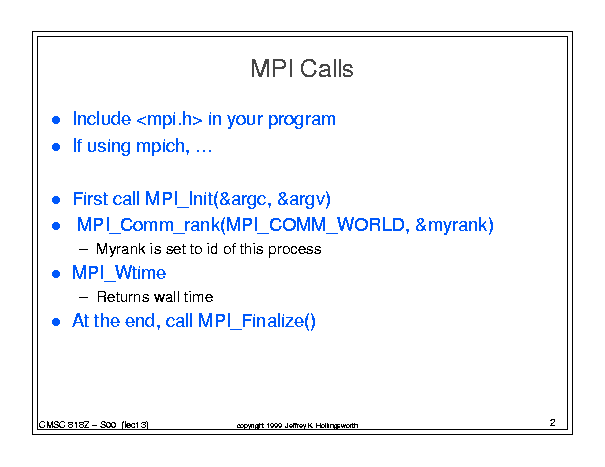 MPI Calls
● Include <mpi.h> in your program
● If using mpich, …
● First call MPI_Init(&argc, &argv)
● MPI_Comm_rank(MPI_COMM_WORLD, &myrank)
– Myrank is set to id of this process
● MPI_Wtime
– Returns wall time
● At the end, call MPI_Finalize()
CMSC 818Z – S00 (lect 3)
copyright 1999 Jeffrey K. Hollingsworth
2